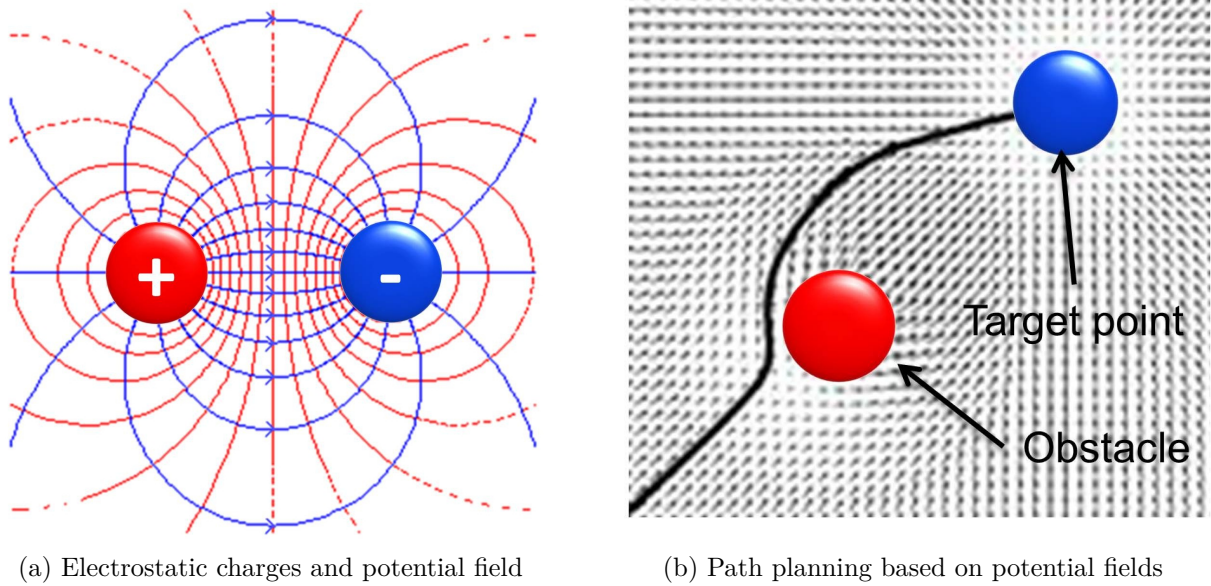 +
-
Target point
Obstacle
(a) Electrostatic charges and potential field
(b) Path planning based on potential fields